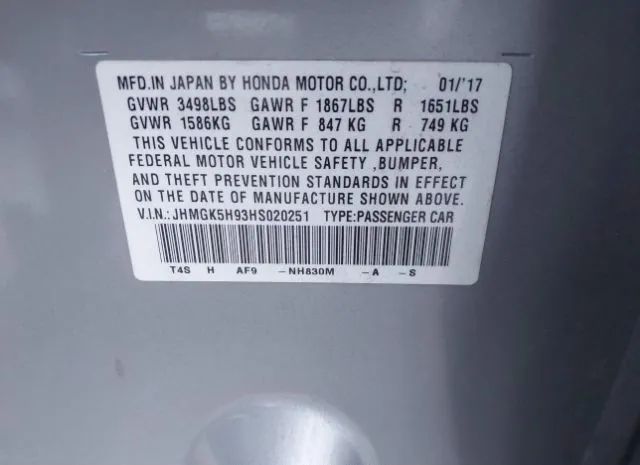 MFD.IN JAPAN BY HONDA MOTOR CO.,LTD; 01/'17
GVWR 3498LBS GAWR F 1867LBS R 1651LBS
GVWR 1586KG GAWR F 847 KG R 749 KG
THIS VEHICLE CONFORMS TO ALL APPLICABLE
FEDERAL MOTOR VEHICLE SAFETY ,BUMPER,
AND THEFT PREVENTION STANDARDS IN EFFECT
ON THE DATE OF MANUFACTURE SHOWN ABOVE.
V.I.N.: JHMGK5H93HS020251 TYPE:PASSENGER CAR
T4S H AF9 -NH830M -A -S